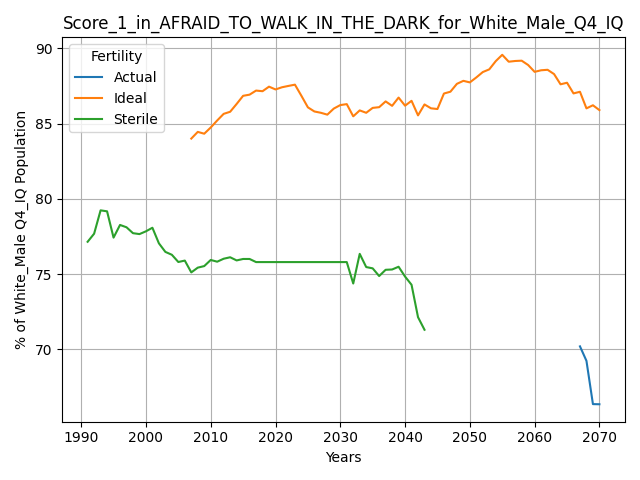 Score_1_in_AFRAID_TO_WALK_IN_THE_DARK_for_White_Male_Q4_IQ
Fertility
Actual
Ideal
Sterile
% of White_Male Q4_IQ Population
90
85
80
75
70
1990 2000 2010 2020 2030 2040 2050 2060 2070
Years